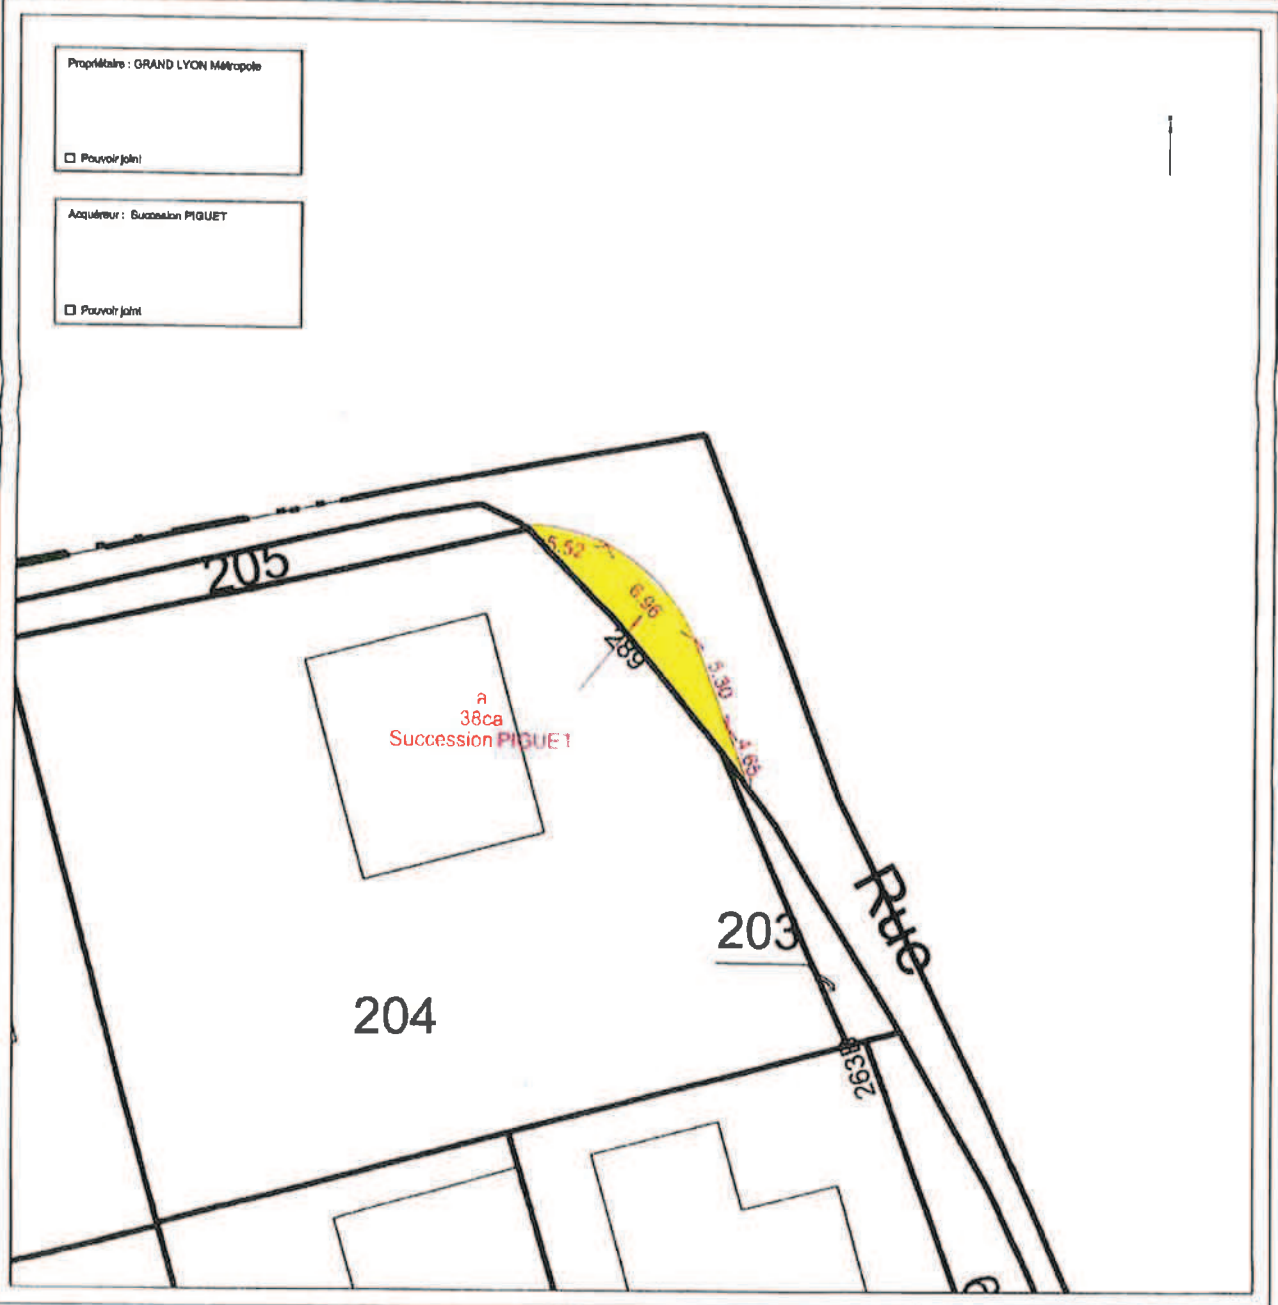 Propriétaire : GRAND LYON Métropole
Pouvoir joint
Acquéreur : Succession PIGUET
Pouvoir joint
205
5.52
6.96
289
5.30
4.65
a
38ca
Succession PIGUET
203
Rue
204
263